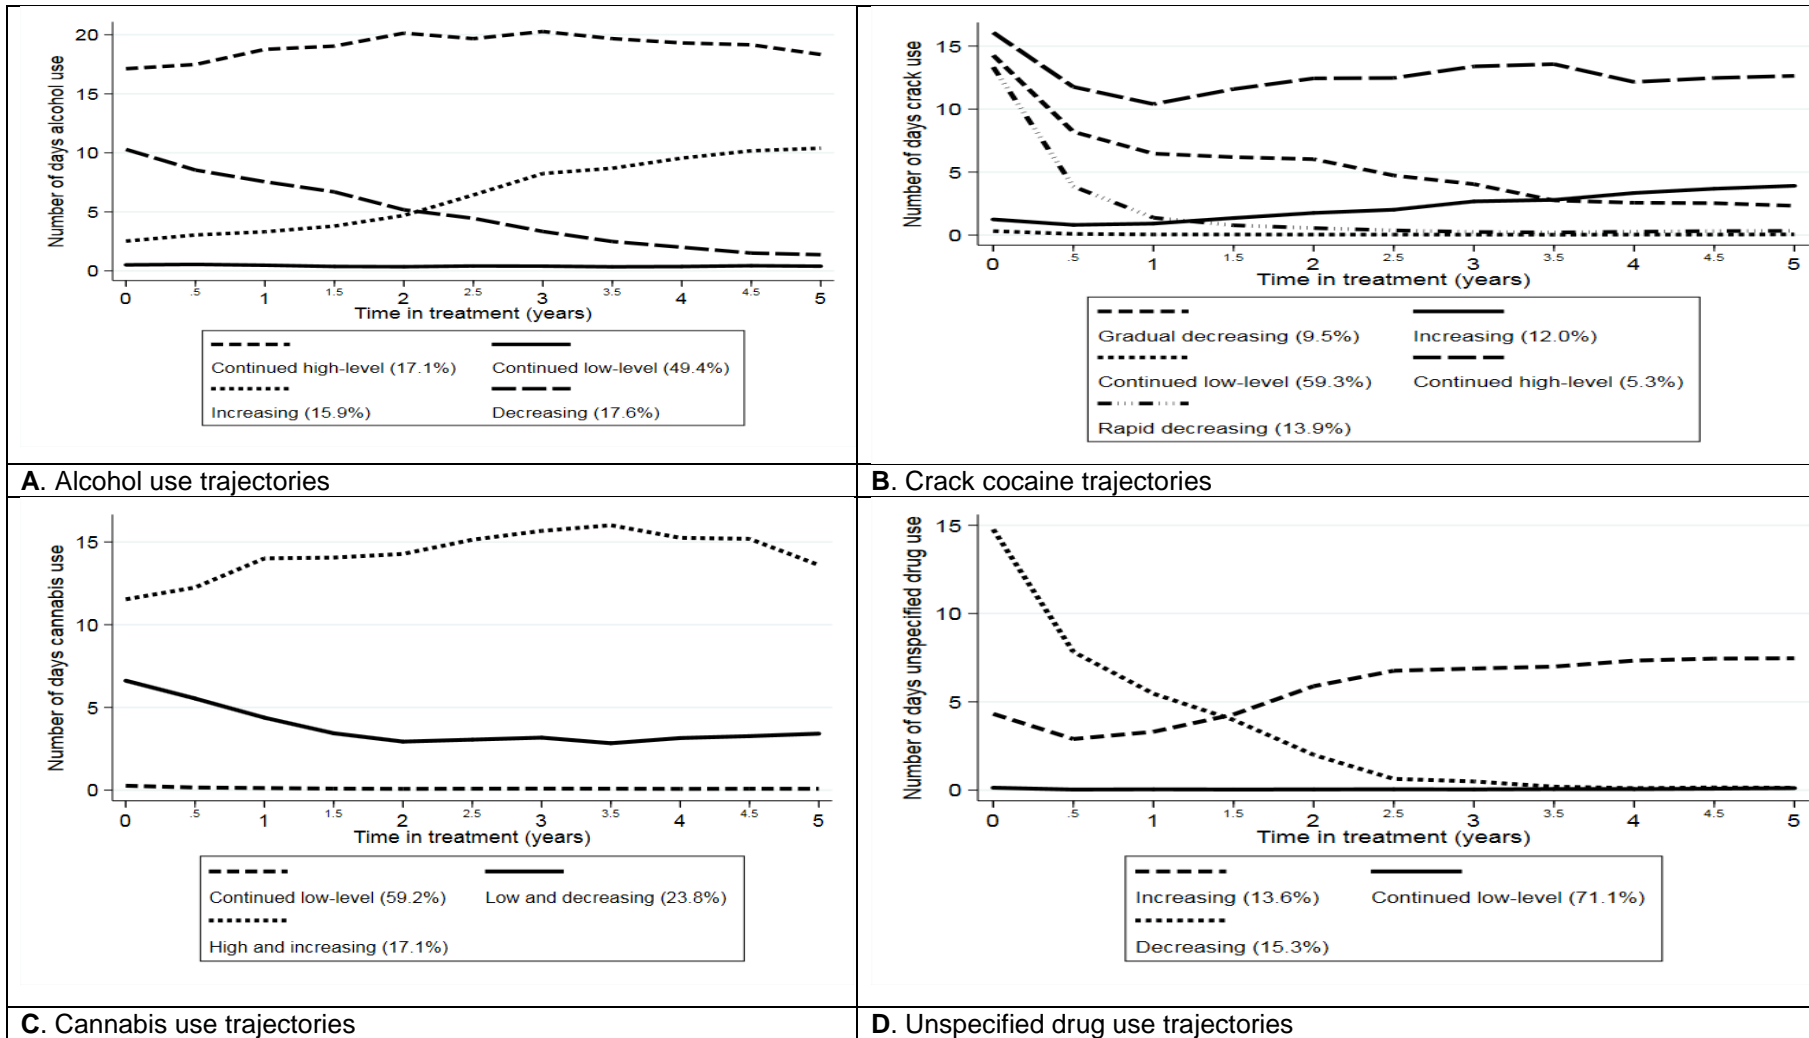 Number of days alcohol use
20
15
10
5
0
0 .5 1 1.5 2 2.5 3 3.5 4 4.5 5
Time in treatment (years)
Continued high-level (17.1%) Continued low-level (49.4%)
Increasing (15.9%) Decreasing (17.6%)
A. Alcohol use trajectories
Number of days crack use
15
10
5
0
0 .5 1 1.5 2 2.5 3 3.5 4 4.5 5
Time in treatment (years)
Gradual decreasing (9.5%) Increasing (12.0%)
Continued low-level (59.3%) Continued high-level (5.3%)
Rapid decreasing (13.9%)
B. Crack cocaine trajectories
Number of days cannabis use
15
10
5
0
0 .5 1 1.5 2 2.5 3 3.5 4 4.5 5
Time in treatment (years)
Continued low-level (59.2%) Low and decreasing (23.8%)
High and increasing (17.1%)
C. Cannabis use trajectories
Number of days unspecified drug use
15
10
5
0
0 .5 1 1.5 2 2.5 3 3.5 4 4.5 5
Time in treatment (years)
Increasing (13.6%) Continued low-level (71.1%)
Decreasing (15.3%)
D. Unspecified drug use trajectories